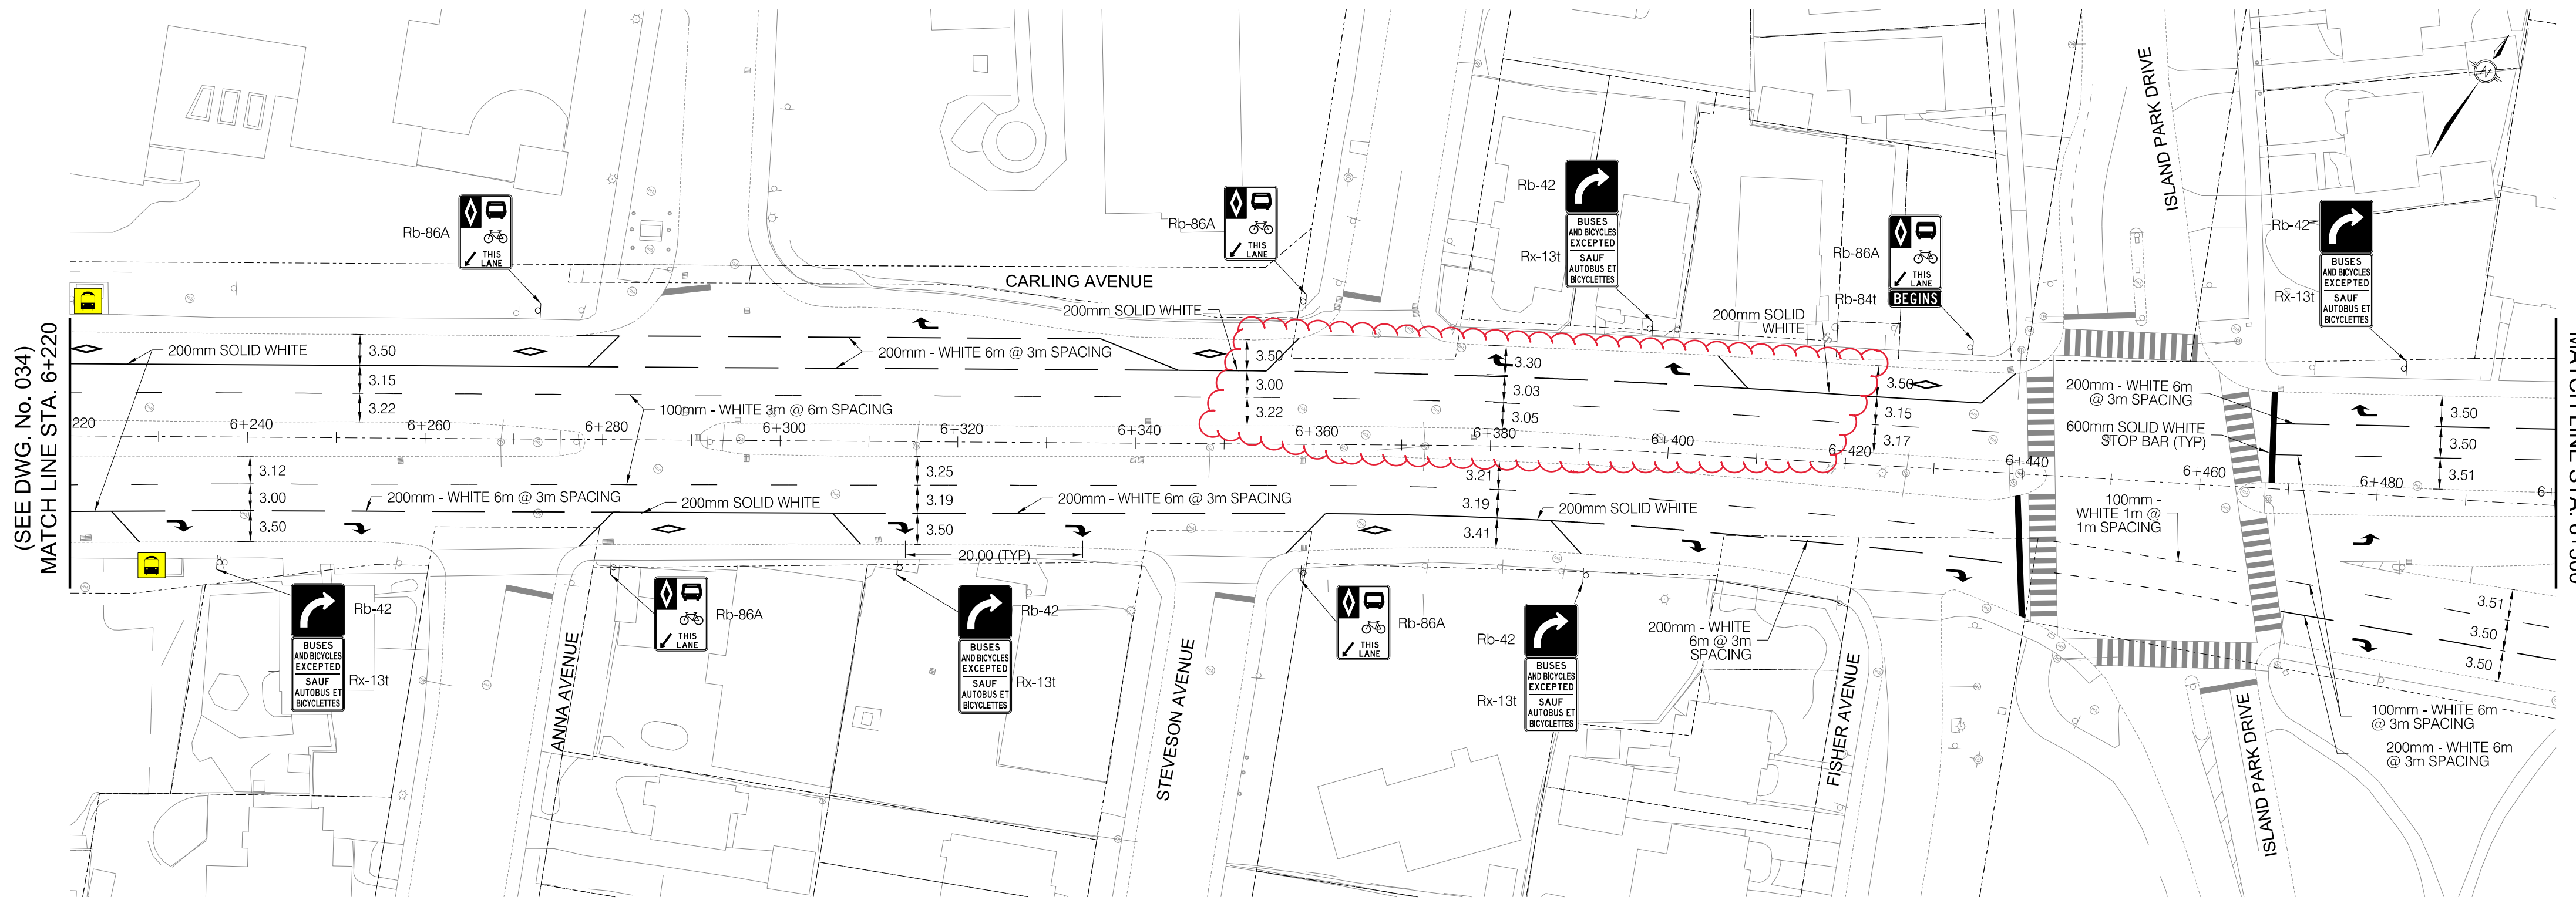 (SEE DWG. No. 034)
MATCH LINE STA. 6+220
ISLAND PARK DRIVE
Rb-86A
THIS
LANE
Rb-86A
THIS
LANE
Rb-42
BUSES
AND BICYCLES
EXCEPTED
SAUF
AUTOBUS ET
BICYCLETTES
Rx-13t
Rb-86A
THIS
LANE
Rb-84t
BEGINS
Rb-42
BUSES
AND BICYCLES
EXCEPTED
SAUF
AUTOBUS ET
BICYCLETTES
Rx-13t
CARLING AVENUE
200mm SOLID WHITE
200mm SOLID
WHITE
200mm SOLID WHITE
3.50
3.15
3.22
200mm - WHITE 6m @ 3m SPACING
100mm - WHITE 3m @ 6m SPACING
3.50
3.00
3.22
3.30
3.03
3.05
3.50
3.15
3.17
200mm - WHITE 6m
@ 3m SPACING
600mm SOLID WHITE
STOP BAR (TYP)
3.50
3.50
3.51
220
6+240
6+260
6+280
6+300
6+320
6+340
6+360
6+380
6+400
6+420
6+440
6+460
6+480
3.12
3.00
3.50
200mm - WHITE 6m @ 3m SPACING
200mm SOLID WHITE
3.25
3.19
3.50
200mm - WHITE 6m @ 3m SPACING
20.00 (TYP)
3.21
3.19
3.41
200mm SOLID WHITE
100mm -
WHITE 1m @
1m SPACING
3.51
3.50
3.50
Rb-42
BUSES
AND BICYCLES
EXCEPTED
SAUF
AUTOBUS ET
BICYCLETTES
Rx-13t
ANNA AVENUE
Rb-86A
THIS
LANE
Rb-42
BUSES
AND BICYCLES
EXCEPTED
SAUF
AUTOBUS ET
BICYCLETTES
Rx-13t
STEVESON AVENUE
Rb-86A
THIS
LANE
Rb-42
BUSES
AND BICYCLES
EXCEPTED
SAUF
AUTOBUS ET
BICYCLETTES
Rx-13t
200mm - WHITE
6m @ 3m
SPACING
FISHER AVENUE
ISLAND PARK DRIVE
100mm - WHITE 6m
@ 3m SPACING
200mm - WHITE 6m
@ 3m SPACING